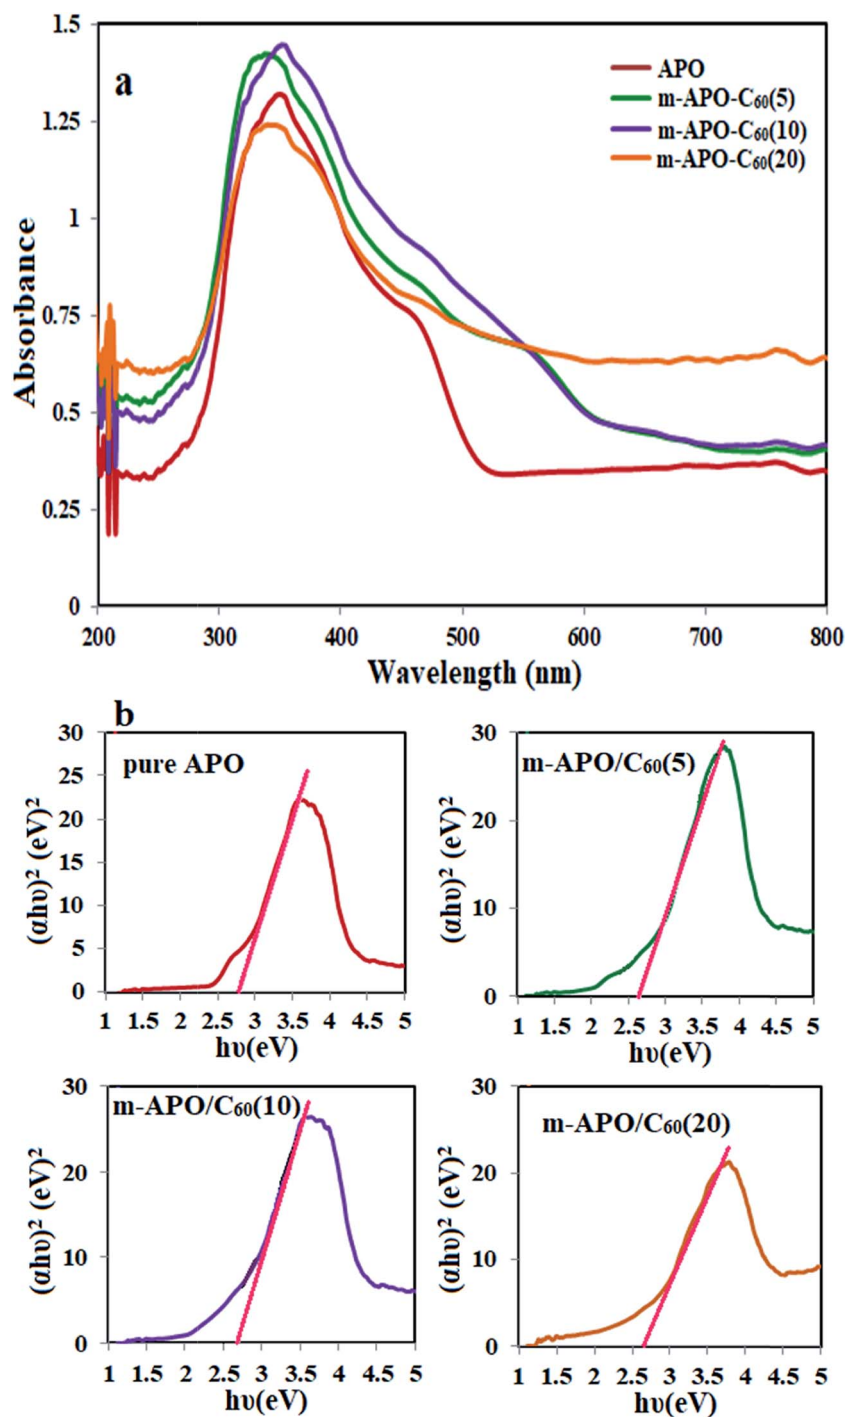 a
1.5
1.25
1
0.75
0.5
0.25
0
Absorbance
APO
m-APO-C₆₀(5)
m-APO-C₆₀(10)
m-APO-C₆₀(20)
200 300 400 500 600 700 800
Wavelength (nm)
b
pure APO
30
25
20
15
10
5
0
(αhυ)² (eV)²
1 1.5 2 2.5 3 3.5 4 4.5 5
hυ(eV)
m-APO/C₆₀(5)
30
20
10
0
(αhυ)² (eV)²
1 1.5 2 2.5 3 3.5 4 4.5 5
hυ(eV)
m-APO/C₆₀(10)
30
20
10
0
(αhυ)² (eV)²
1 1.5 2 2.5 3 3.5 4 4.5 5
hυ(eV)
m-APO/C₆₀(20)
30
20
10
0
(αhυ)² (eV)²
1 1.5 2 2.5 3 3.5 4 4.5 5
hυ(eV)